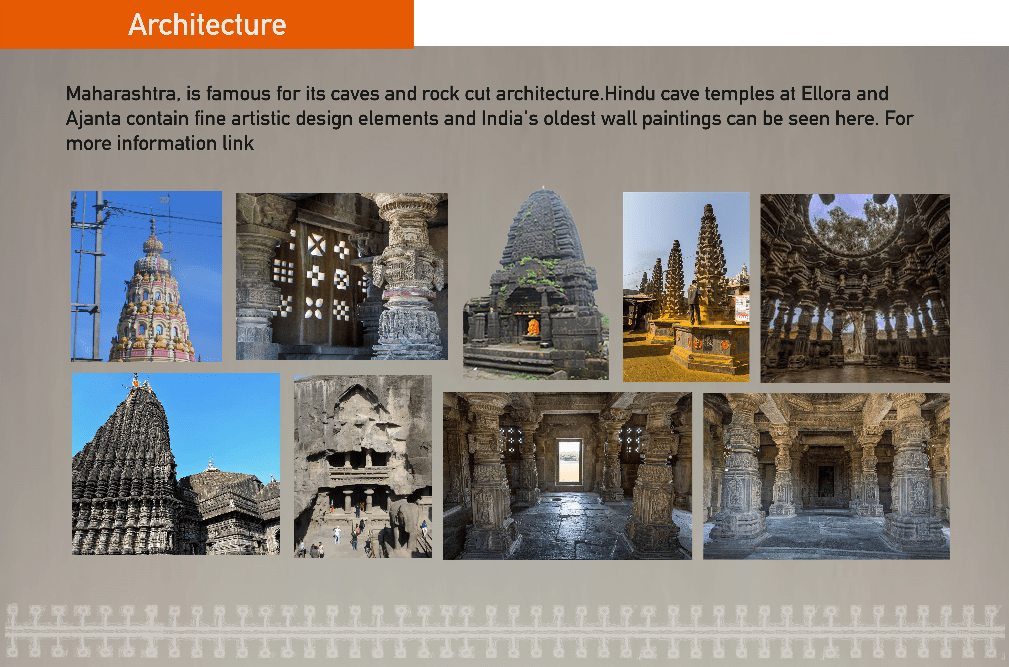 Architecture
Maharashtra, is famous for its caves and rock cut architecture.Hindu cave temples at Ellora and
Ajanta contain fine artistic design elements and India's oldest wall paintings can be seen here. For
more information link